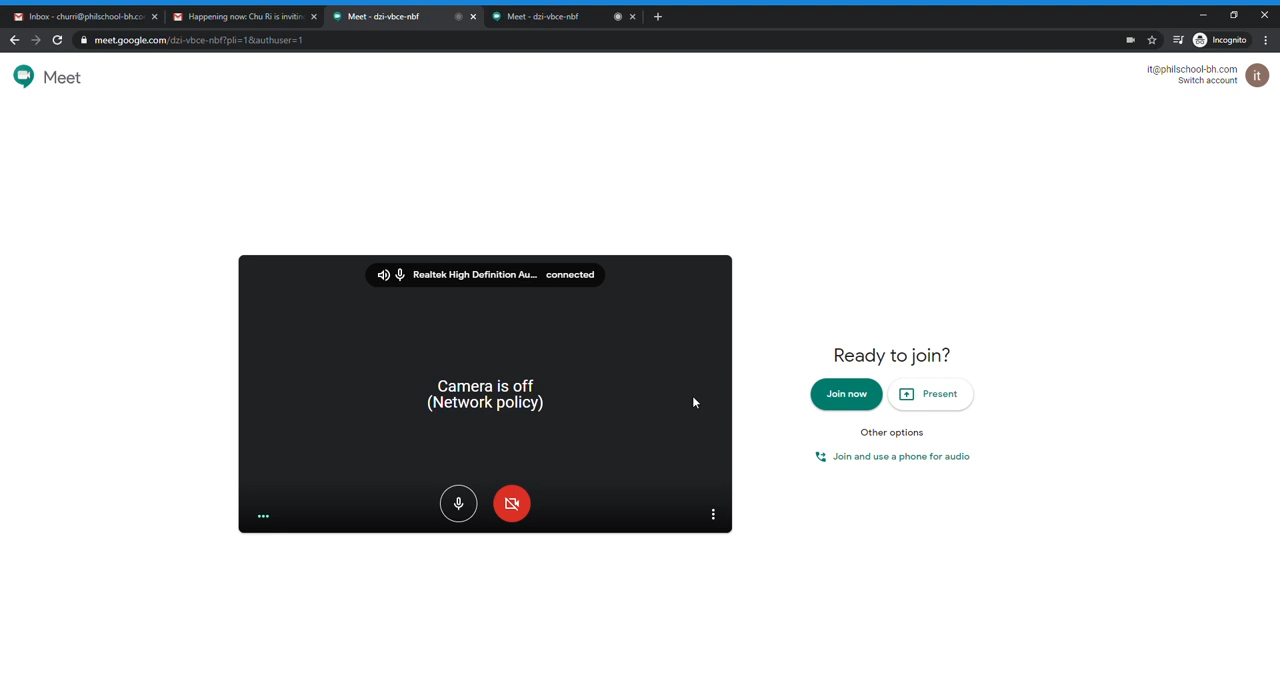 Inbox - churri@philschool-bh.co
Happening now: Chu Ri is inviting
Meet - dzi-vbce-nbf
Meet - dzi-vbce-nbf
meet.google.com/dzi-vbce-nbf?pli=1&authuser=1
Incognito
Meet
it@philschool-bh.com
Switch account
it
Realtek High Definition Au... connected
Camera is off
(Network policy)
Ready to join?
Join now
Present
Other options
Join and use a phone for audio